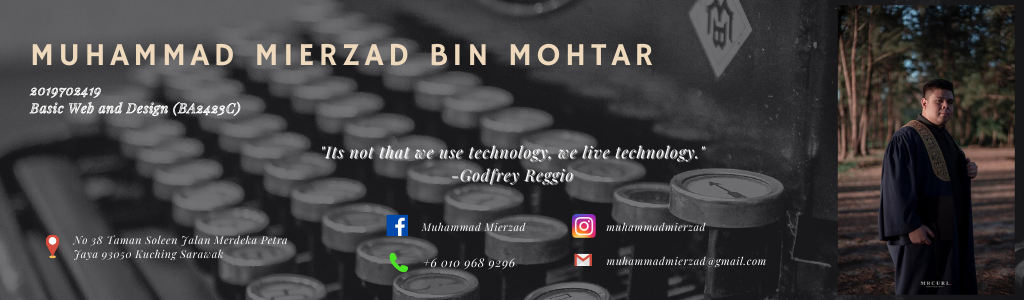 MUHAMMAD MIERZAD BIN MOHTAR
2019702419
Basic Web and Design (BA2423C)
"Its not that we use technology, we live technology."
-Godfrey Reggio
No 38 Taman Soleen Jalan Merdeka Petra
Jaya 93050 Kuching Sarawak
Muhammad Mierzad
muhammadmierzad
+6 010 968 9296
muhammadmierzad@gmail.com
MRCURL